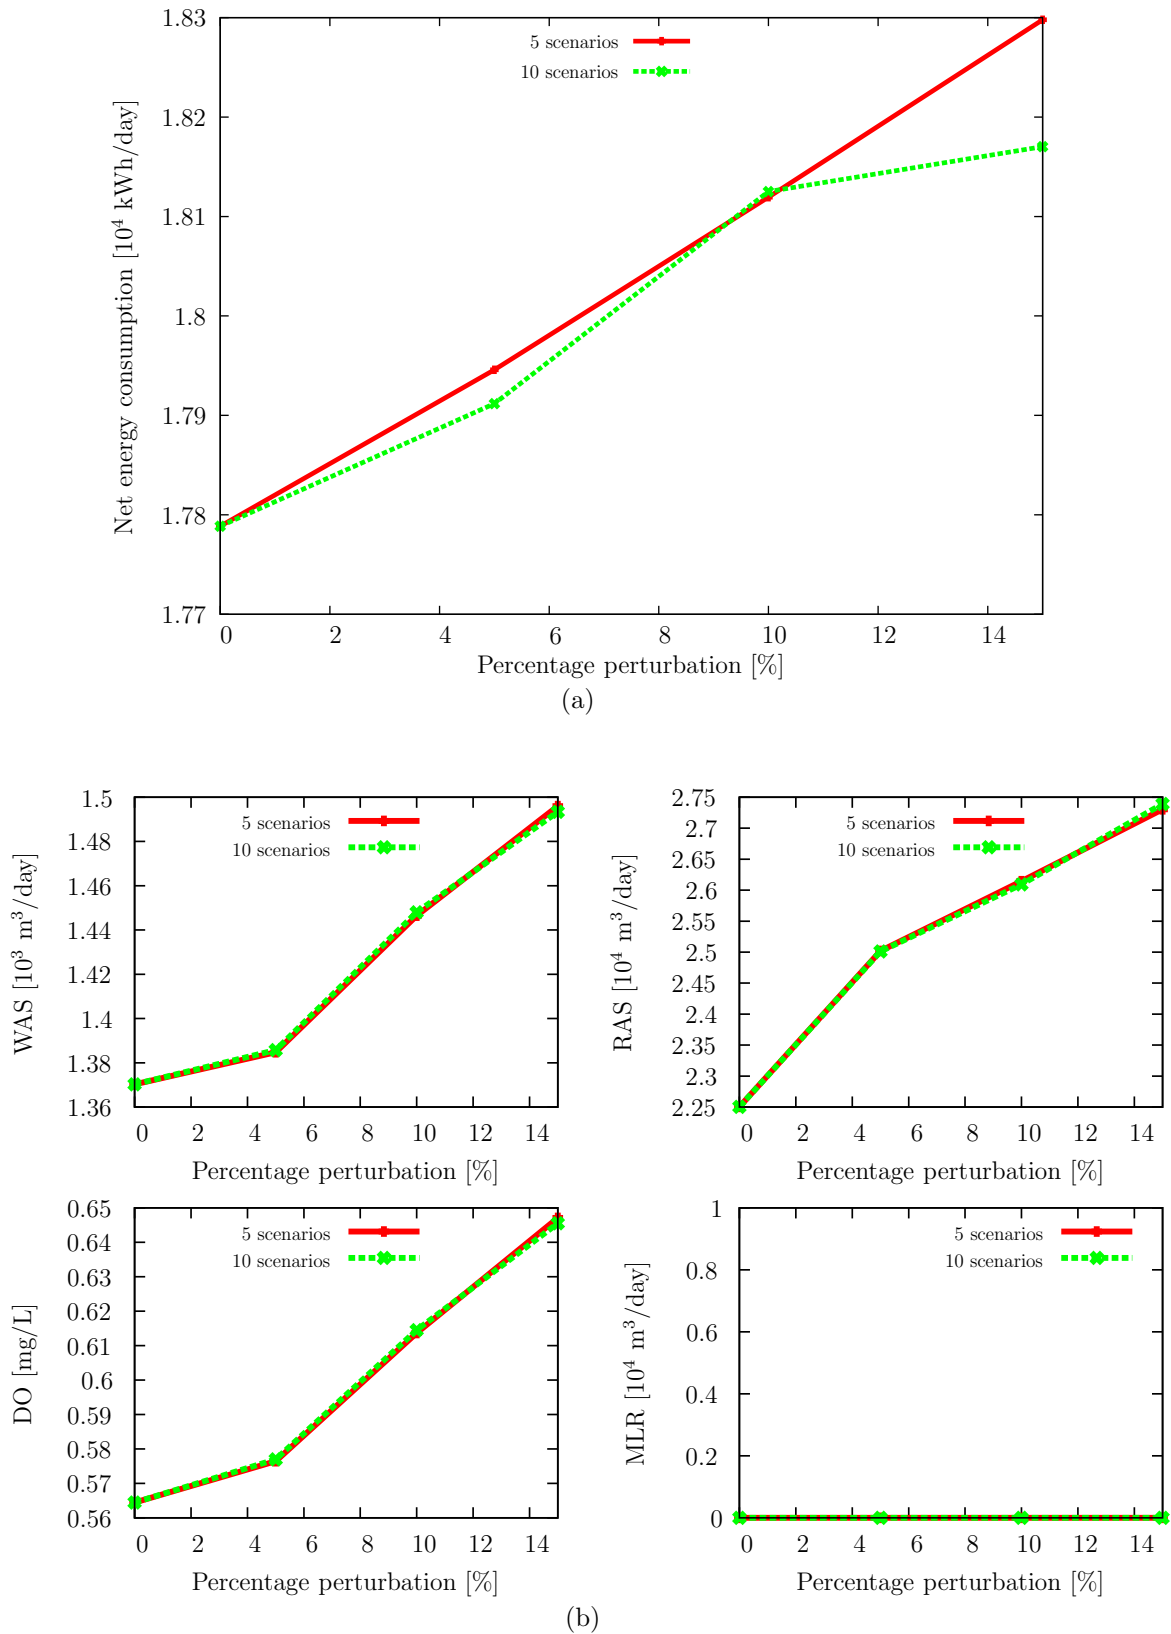 1.83
1.82
1.81
1.8
1.79
1.78
1.77
Net energy consumption [10⁴ kWh/day]
5 scenarios
10 scenarios
0 2 4 6 8 10 12 14
Percentage perturbation [%]
(a)
1.5
1.48
1.46
1.44
1.42
1.4
1.38
1.36
WAS [10³ m³/day]
5 scenarios
10 scenarios
0 2 4 6 8 10 12 14
Percentage perturbation [%]
2.75
2.7
2.65
2.6
2.55
2.5
2.45
2.4
2.35
2.3
2.25
RAS [10⁴ m³/day]
5 scenarios
10 scenarios
0 2 4 6 8 10 12 14
Percentage perturbation [%]
0.65
0.64
0.63
0.62
0.61
0.6
0.59
0.58
0.57
0.56
DO [mg/L]
5 scenarios
10 scenarios
0 2 4 6 8 10 12 14
Percentage perturbation [%]
1
0.8
0.6
0.4
0.2
0
MLR [10⁴ m³/day]
5 scenarios
10 scenarios
0 2 4 6 8 10 12 14
Percentage perturbation [%]
(b)